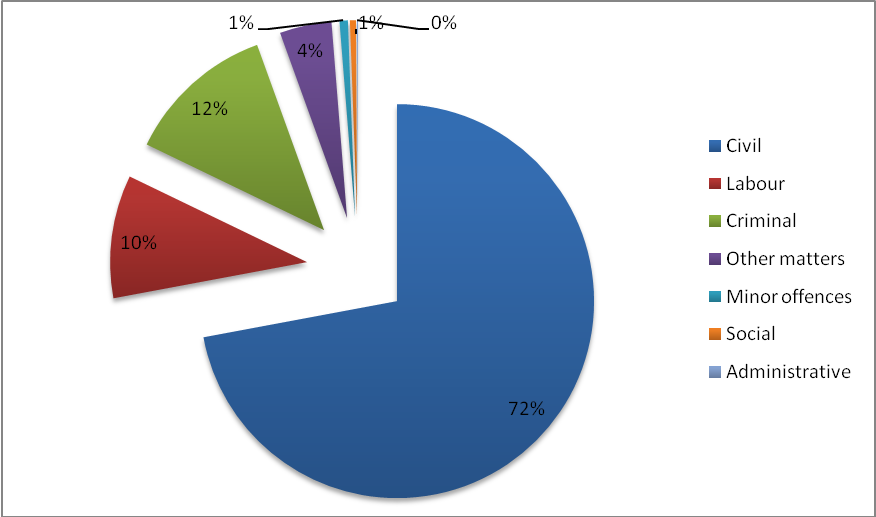 1%
1%
0%
4%
12%
10%
72%
Civil
Labour
Criminal
Other matters
Minor offences
Social
Administrative